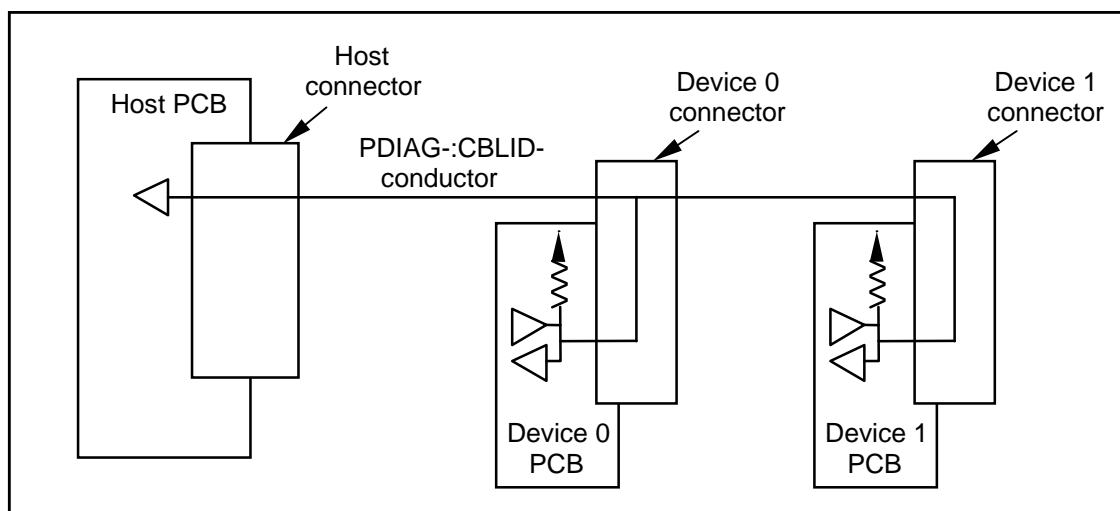 Host
connector
Host PCB
PDIAG-:CBLID-
conductor
Device 0
connector
Device 1
connector
Device 0
PCB
Device 1
PCB